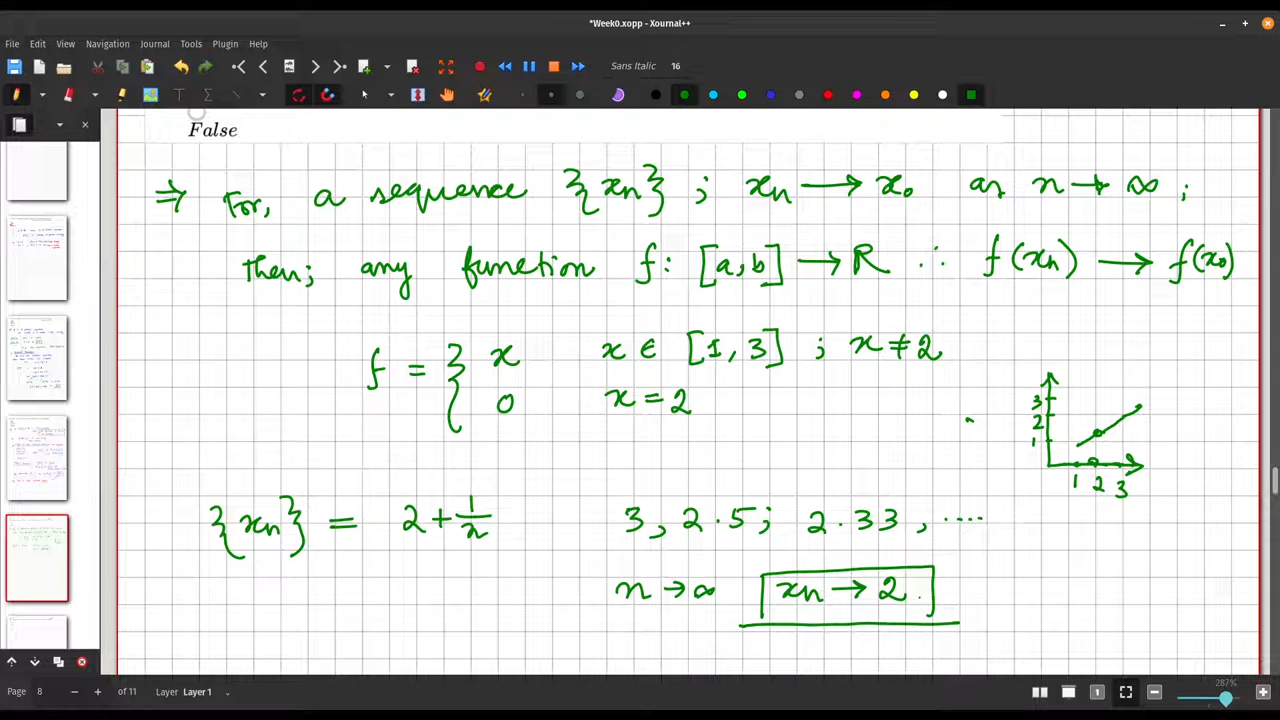 *Week0.xopp - Xournal++
File Edit View Navigation Journal Tools Plugin Help
Sans Italic 16
False
⇒ For, a sequence {xn} ; xn → x0 as n → ∞ ;
then; any function f: [a,b] → R ∴ f(xn) → f(x0)
f = { x x ∈ [1, 3] ; x ≠ 2
0 x = 2
3
2
1
1 2 3
{xn} = 2 + 1/n 3, 2.5; 2.33, ....
n → ∞ xn → 2.
Page 8 of 11 Layer Layer 1 1 287%